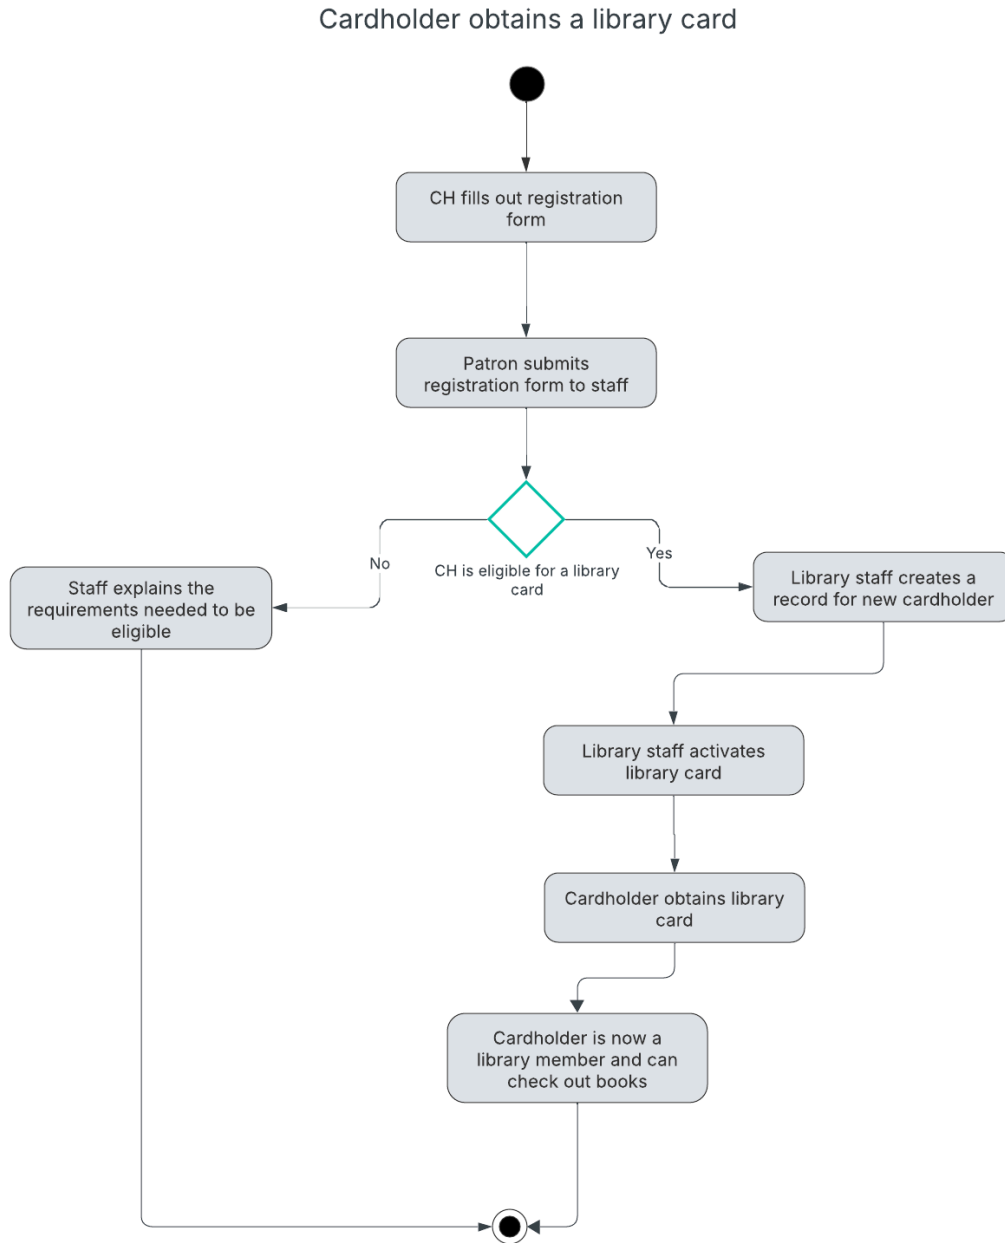 Cardholder obtains a library card
CH fills out registration
form
Patron submits
registration form to staff
No
CH is eligible for a library
card
Yes
Staff explains the
requirements needed to be
eligible
Library staff creates a
record for new cardholder
Library staff activates
library card
Cardholder obtains library
card
Cardholder is now a
library member and can
check out books